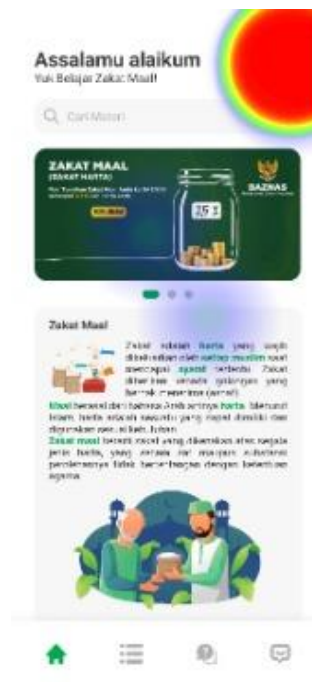 Assalamu alaikum
Yuk Belajar Zakat Maal!
Cari Materi
ZAKAT MAAL
(ZAKAT HARTA)
2,5 %
BAZNAS
Zakat Maal
Zakat adalah harta yang wajib
dikeluarkan oleh setiap muslim saat
mencapai syarat tertentu. Zakat
diberikan kepada golongan yang
berhak menerima (asnaf).
Maal berasal dari bahasa Arab artinya harta. Menurut
Islam, harta adalah sesuatu yang dapat dimiliki dan
digunakan sesuai kebutuhan.
Zakat maal berarti zakat yang dikenakan atas segala
jenis harta, yang secara zat maupun substansi
perolehannya tidak bertentangan dengan ketentuan
agama.